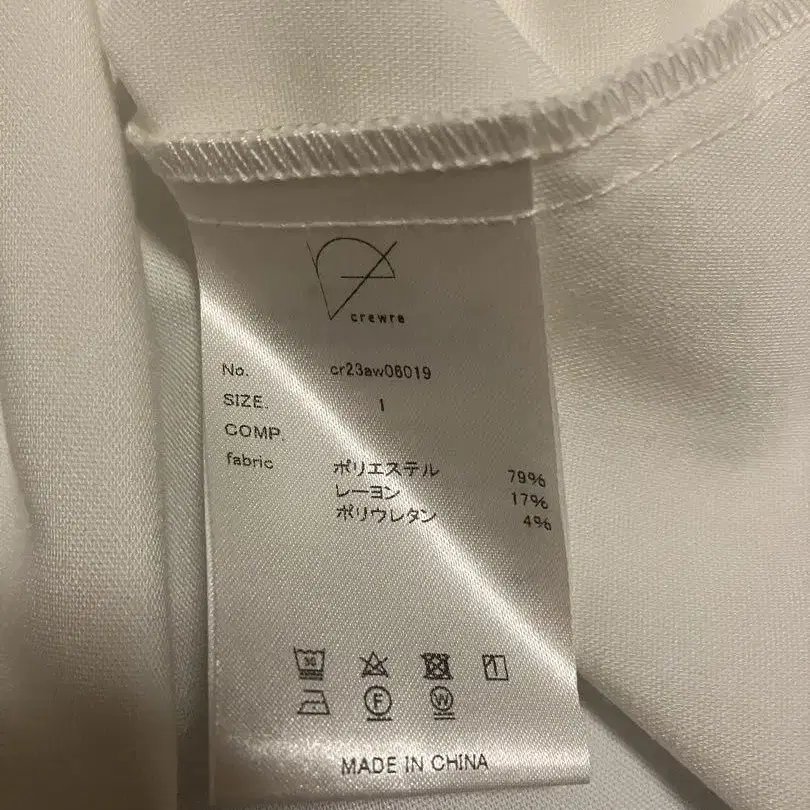 crewre
No. cr23aw06019
SIZE. 1
COMP.
fabric ポリエステル 79%
レーヨン 17%
ポリウレタン 4%
30
F W
MADE IN CHINA